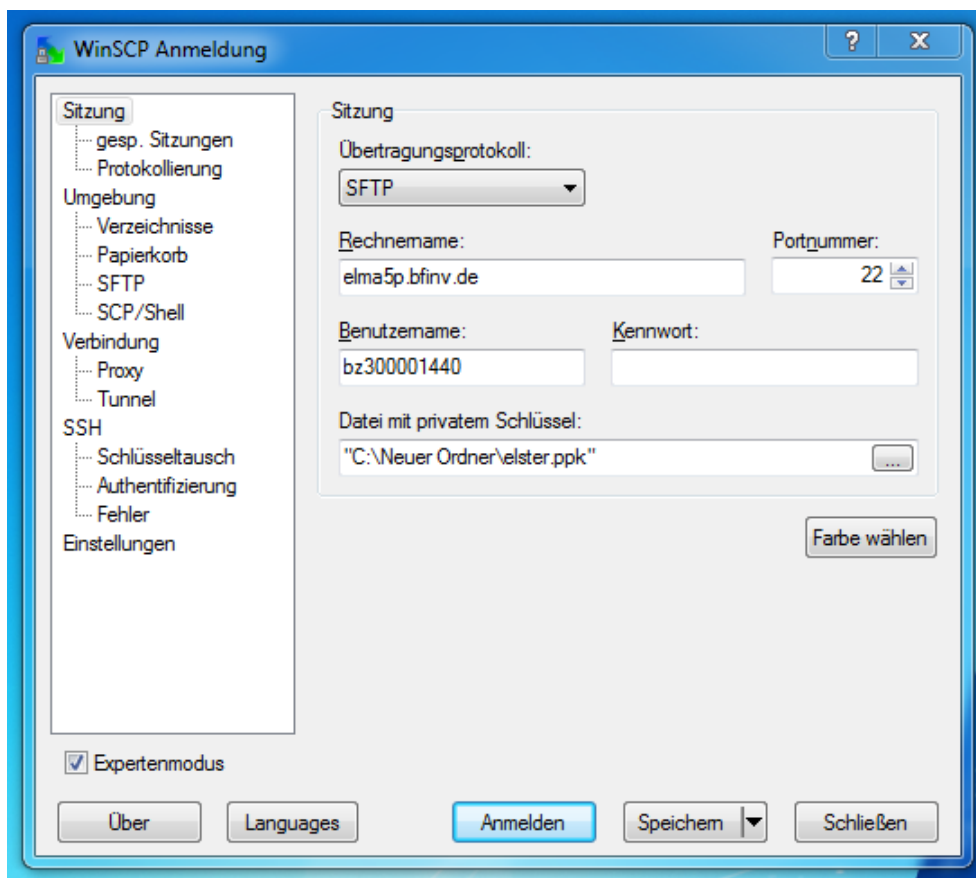 WinSCP Anmeldung
?
X
Sitzung
gesp. Sitzungen
Protokollierung
Umgebung
Verzeichnisse
Papierkorb
SFTP
SCP/Shell
Verbindung
Proxy
Tunnel
SSH
Schlüsseltausch
Authentifizierung
Fehler
Einstellungen
Sitzung
Übertragungsprotokoll:
SFTP
Rechnername:
Portnummer:
elma5p.bfinv.de
22
Benutzername:
Kennwort:
bz300001440
Datei mit privatem Schlüssel:
"C:\Neuer Ordner\elster.ppk"
...
Farbe wählen
Expertenmodus
Über
Languages
Anmelden
Speichern
Schließen